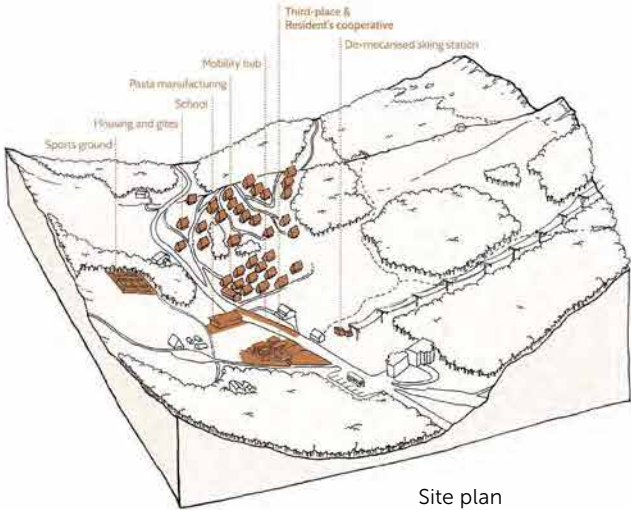 Third-place &
Resident's cooperative
De-mecanised skiing station
Mobility hub
Pasta manufacturing
School
Housing and gites
Sports ground
Site plan